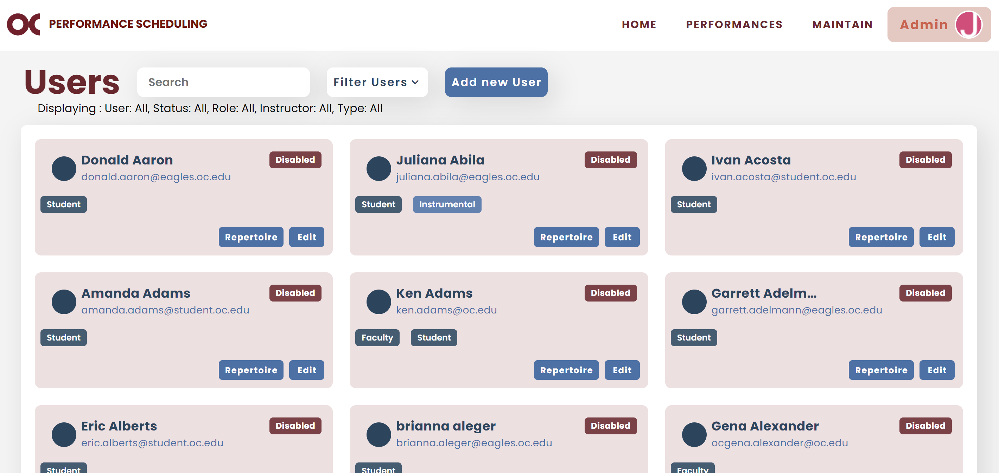 OC PERFORMANCE SCHEDULING HOME PERFORMANCES MAINTAIN Admin J
Users Search Filter Users Add new User
Displaying : User: All, Status: All, Role: All, Instructor: All, Type: All
Donald Aaron Disabled
donald.aaron@eagles.oc.edu
Student
Repertoire Edit
Juliana Abila Disabled
juliana.abila@eagles.oc.edu
Student Instrumental
Repertoire Edit
Ivan Acosta Disabled
ivan.acosta@student.oc.edu
Student
Repertoire Edit
Amanda Adams Disabled
amanda.adams@student.oc.edu
Student
Repertoire Edit
Ken Adams Disabled
ken.adams@oc.edu
Faculty Student
Repertoire Edit
Garrett Adelm... Disabled
garrett.adelmann@eagles.oc.edu
Student
Repertoire Edit
Eric Alberts Disabled
eric.alberts@student.oc.edu
Student
brianna aleger Disabled
brianna.aleger@eagles.oc.edu
Student
Gena Alexander Disabled
ocgena.alexander@oc.edu
Faculty